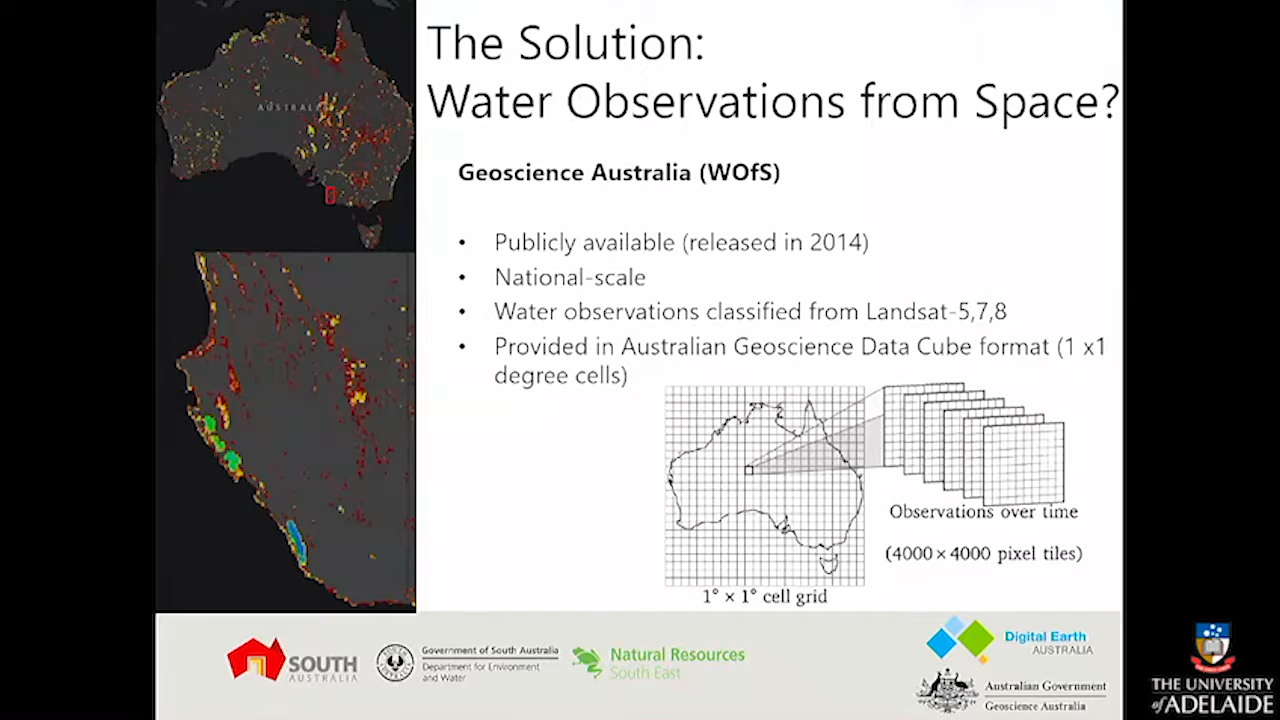 The Solution:
Water Observations from Space?
Geoscience Australia (WOfS)
• Publicly available (released in 2014)
• National-scale
• Water observations classified from Landsat-5,7,8
• Provided in Australian Geoscience Data Cube format (1 x1
degree cells)
AUSTRALIA
Observations over time
(4000 × 4000 pixel tiles)
1° × 1° cell grid
SOUTH
AUSTRALIA
Government of South Australia
Department for Environment
and Water
Natural Resources
South East
Digital Earth
AUSTRALIA
Australian Government
Geoscience Australia
THE UNIVERSITY
of ADELAIDE